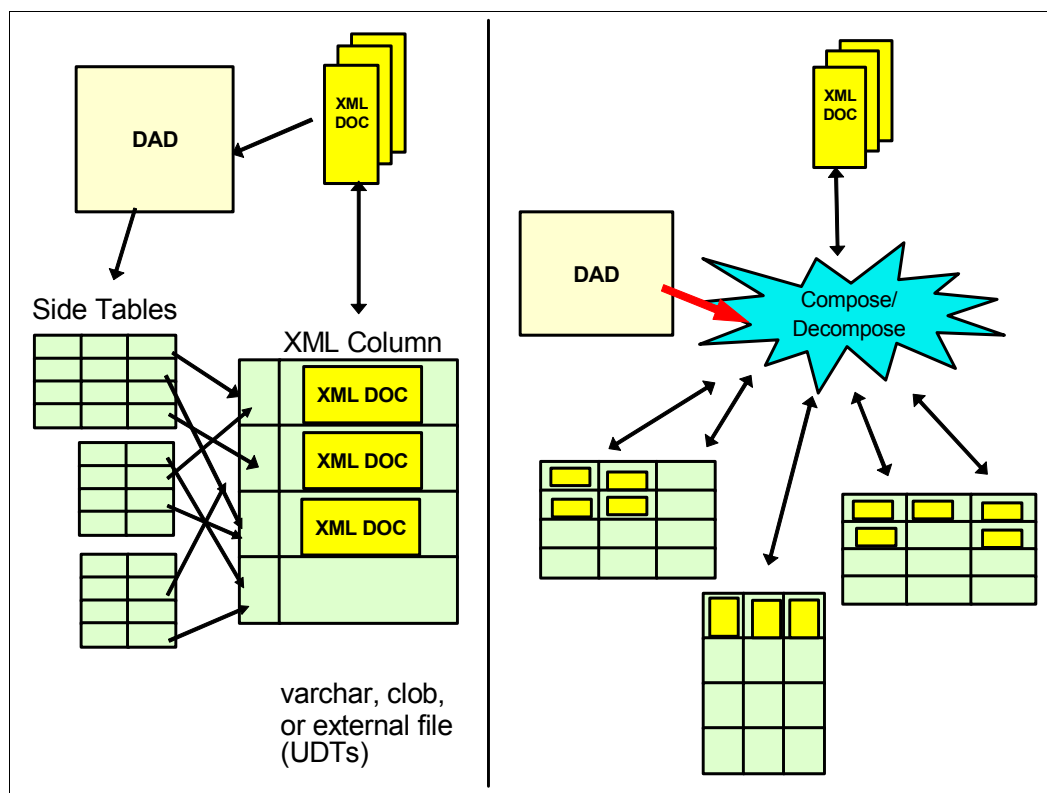 DAD
XML
DOC
Side Tables
XML Column
XML DOC
XML DOC
XML DOC
varchar, clob,
or external file
(UDTs)
XML
DOC
DAD
Compose/
Decompose